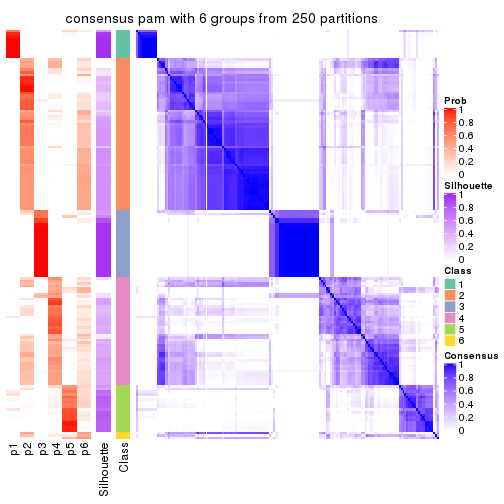 consensus pam with 6 groups from 250 partitions
Prob
1
0.8
0.6
0.4
0.2
0
Silhouette
1
0.8
0.6
0.4
0.2
0
Class
1
2
3
4
5
6
Consensus
1
0.8
0.6
0.4
0.2
0
p1
p2
p3
p4
p5
p6
Silhouette
Class